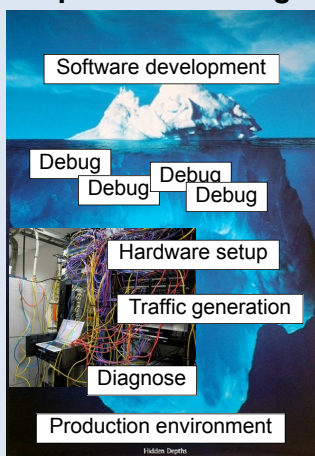 Software development
Debug
Debug
Debug
Debug
Hardware setup
Traffic generation
Diagnose
Production environment
Hidden Depths